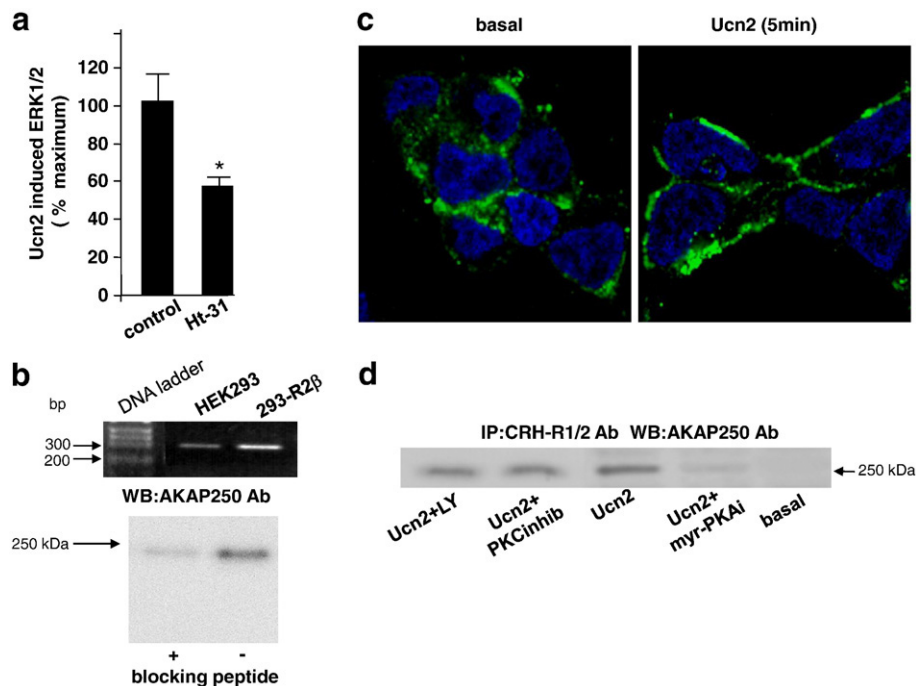 a
Ucn2 induced ERK1/2
( % maximum)
120
100
80
60
40
20
0
*
control
Ht-31
c
basal
Ucn2 (5min)
b
bp
DNA ladder
HEK293
293-R2β
300
200
WB:AKAP250 Ab
250 kDa
+
-
blocking peptide
d
IP:CRH-R1/2 Ab WB:AKAP250 Ab
250 kDa
Ucn2+LY
Ucn2+
PKCinhib
Ucn2
Ucn2+
myr-PKAi
basal